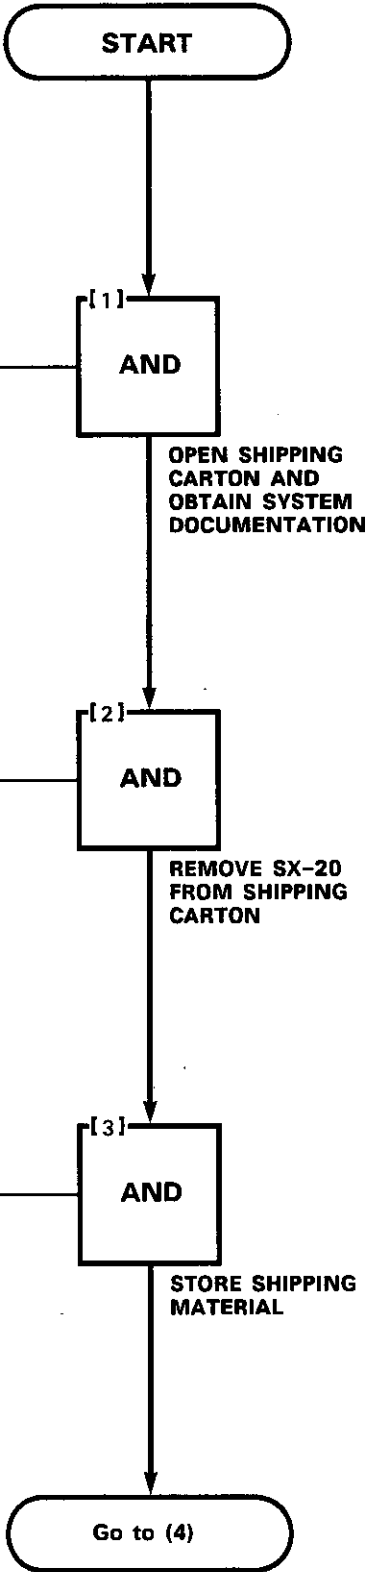 START
[1]
AND
OPEN SHIPPING
CARTON AND
OBTAIN SYSTEM
DOCUMENTATION
[2]
AND
REMOVE SX-20
FROM SHIPPING
CARTON
[3]
AND
STORE SHIPPING
MATERIAL
Go to (4)